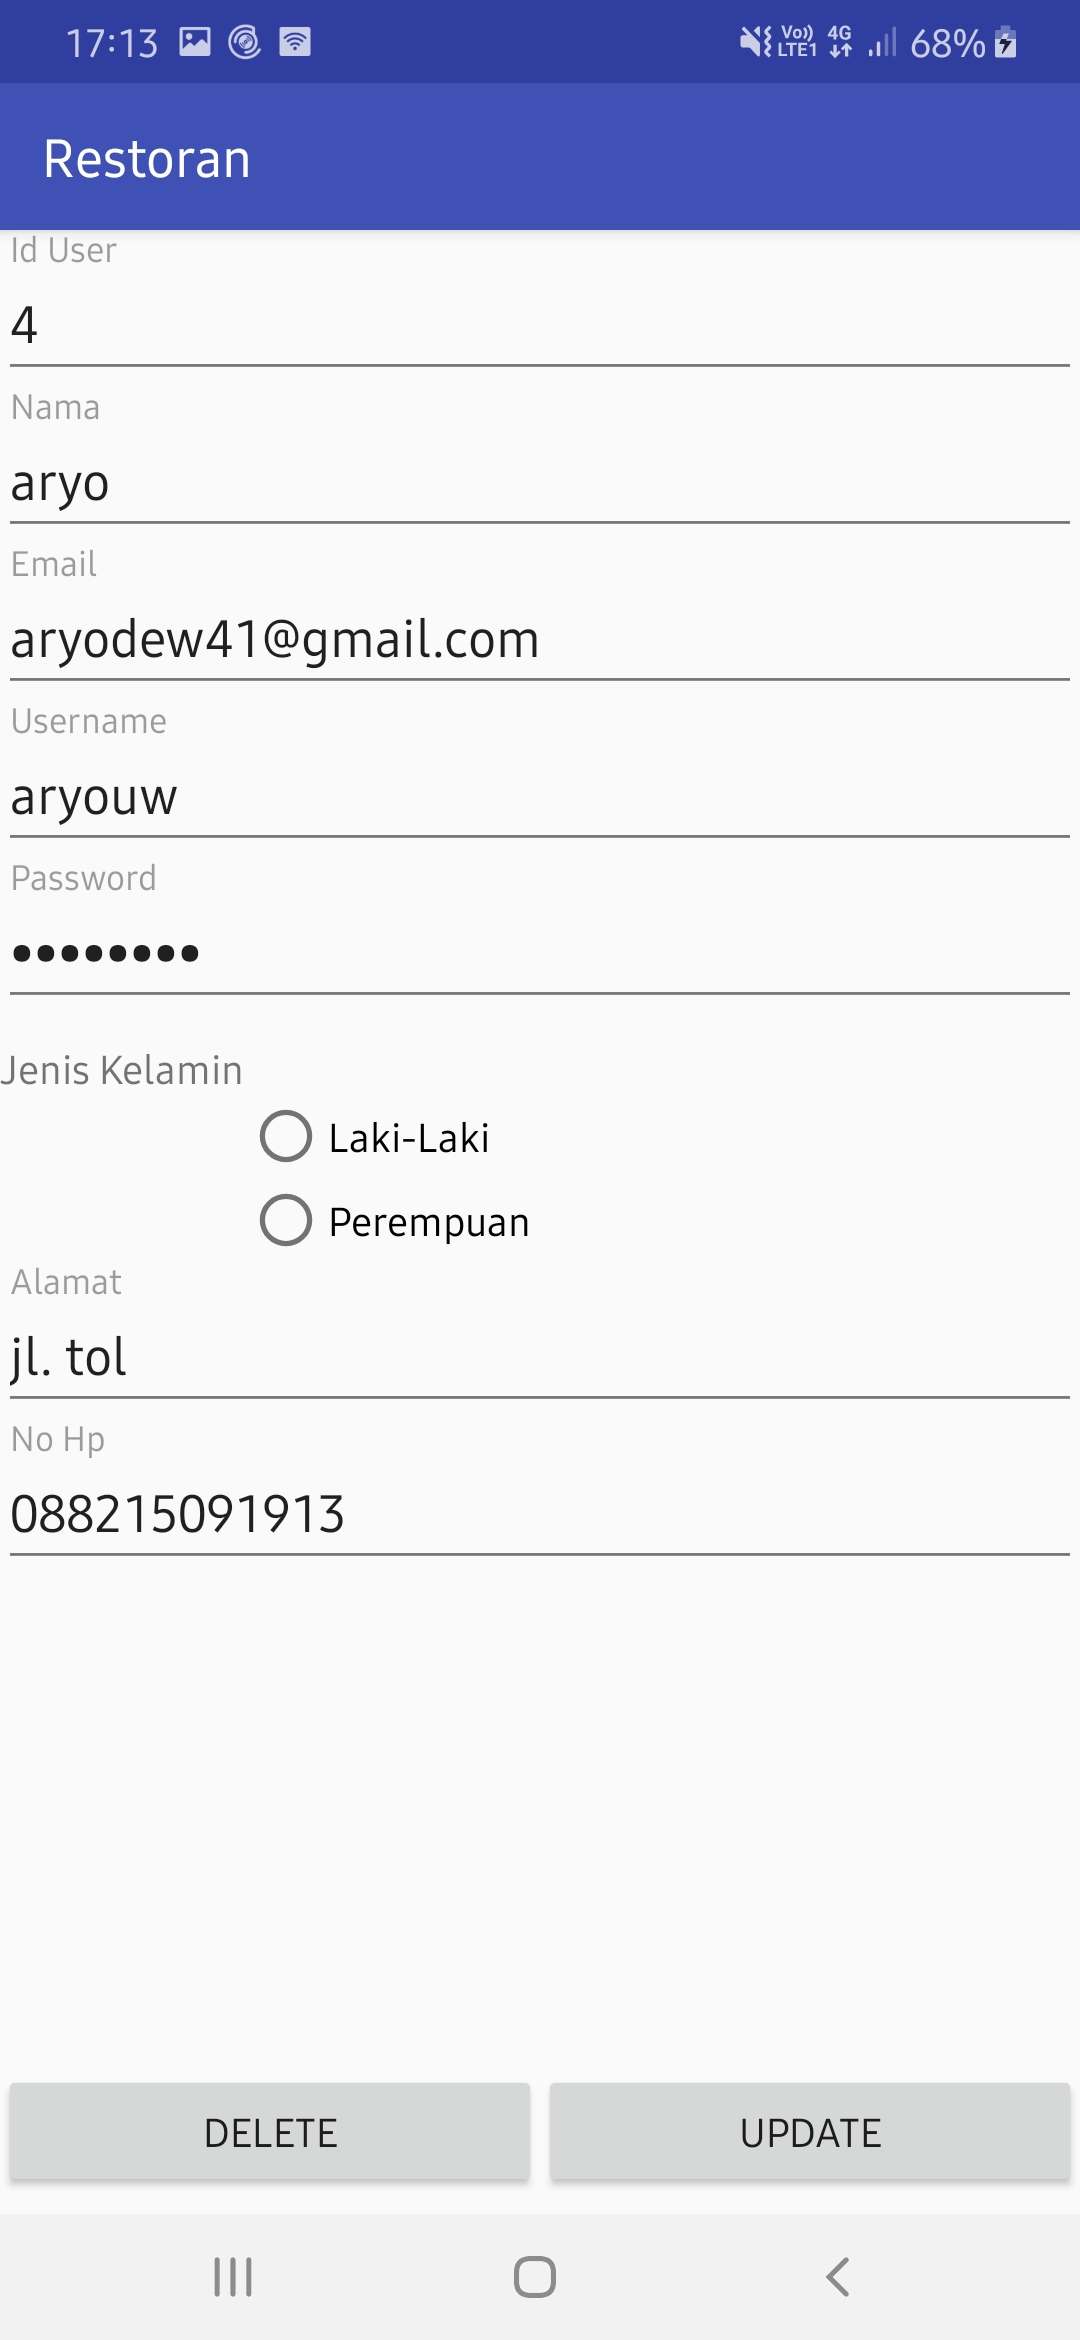 17:13 Vo)) LTE1 4G 68%
Restoran
Id User
4
Nama
aryo
Email
aryodew41@gmail.com
Username
aryouw
Password
••••••••
Jenis Kelamin
Laki-Laki
Perempuan
Alamat
jl. tol
No Hp
088215091913
DELETE UPDATE